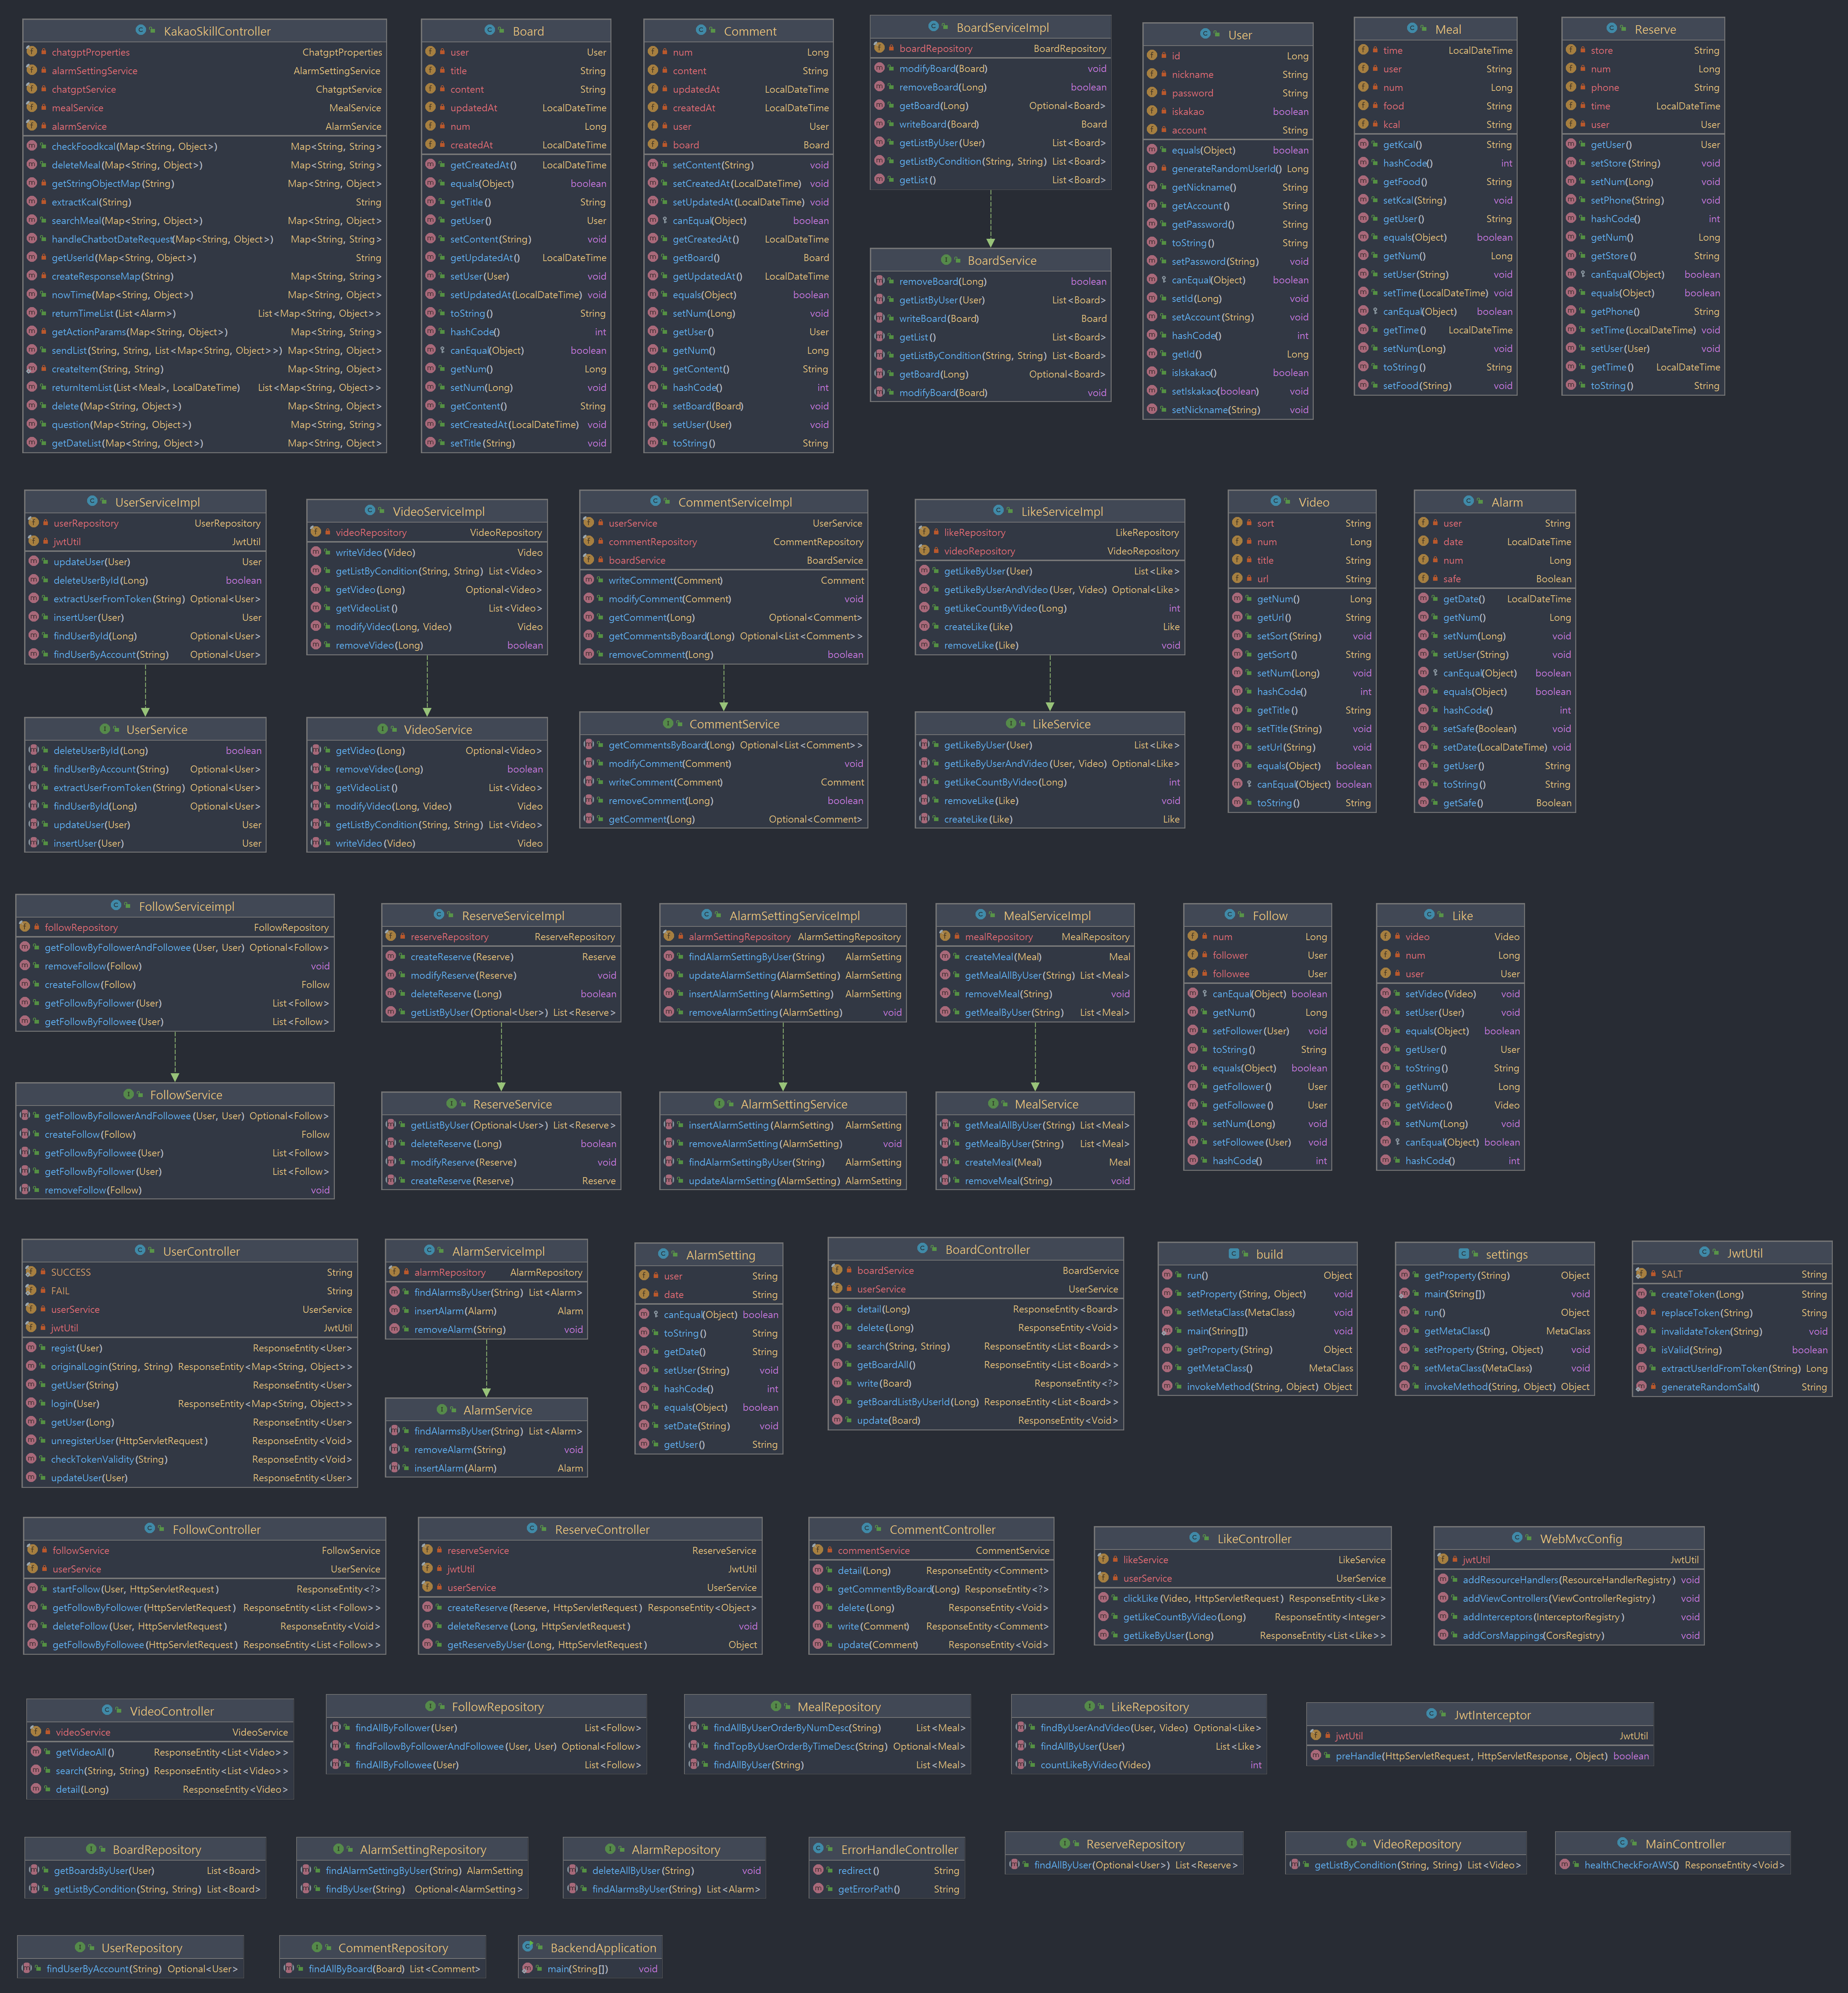 KakaoSkillController
chatgptProperties ChatgptProperties
alarmSettingService AlarmSettingService
chatgptService ChatgptService
mealService MealService
alarmService AlarmService
checkFoodkcal(Map<String, Object>) Map<String, String>
deleteMeal(Map<String, Object>) Map<String, Object>
getStringObjectMap(String) Map<String, Object>
extractKcal(String) String
searchMeal(Map<String, Object>) Map<String, Object>
handleChatbotDateRequest(Map<String, Object>) Map<String, String>
getUserId(Map<String, Object>) String
createResponseMap(String) Map<String, String>
nowTime(Map<String, Object>) Map<String, Object>
returnTimeList(List<Alarm>) List<Map<String, Object>>
getActionParams(Map<String, Object>) Map<String, String>
sendList(String, String, List<Map<String, Object>>) Map<String, Object>
createItem(String, String) Map<String, Object>
returnItemList(List<Meal>, LocalDateTime) List<Map<String, Object>>
delete(Map<String, Object>) Map<String, Object>
question(Map<String, Object>) Map<String, String>
getDateList(Map<String, Object>) Map<String, Object>
Board
user User
title String
content String
updatedAt LocalDateTime
num Long
createdAt LocalDateTime
getCreatedAt() LocalDateTime
equals(Object) boolean
getTitle() String
getUser() User
setContent(String) void
getUpdatedAt() LocalDateTime
setUser(User) void
setUpdatedAt(LocalDateTime) void
toString() String
hashCode() int
canEqual(Object) boolean
getNum() Long
setNum(Long) void
getContent() String
setCreatedAt(LocalDateTime) void
setTitle(String) void
Comment
num Long
content String
updatedAt LocalDateTime
createdAt LocalDateTime
user User
board Board
setContent(String) void
setCreatedAt(LocalDateTime) void
setUpdatedAt(LocalDateTime) void
canEqual(Object) boolean
getCreatedAt() LocalDateTime
getBoard() Board
getUpdatedAt() LocalDateTime
equals(Object) boolean
setNum(Long) void
getUser() User
getNum() Long
getContent() String
hashCode() int
setBoard(Board) void
setUser(User) void
toString() String
BoardServiceImpl
boardRepository BoardRepository
modifyBoard(Board) void
removeBoard(Long) boolean
getBoard(Long) Optional<Board>
writeBoard(Board) Board
getListByUser(User) List<Board>
getListByCondition(String, String) List<Board>
getList() List<Board>
BoardService
removeBoard(Long) boolean
getListByUser(User) List<Board>
writeBoard(Board) Board
getList() List<Board>
getListByCondition(String, String) List<Board>
getBoard(Long) Optional<Board>
modifyBoard(Board) void
User
id Long
nickname String
password String
iskakao boolean
account String
equals(Object) boolean
generateRandomUserId() Long
getNickname() String
getAccount() String
getPassword() String
toString() String
setPassword(String) void
canEqual(Object) boolean
setId(Long) void
setAccount(String) void
hashCode() int
getId() Long
isIskakao() boolean
setIskakao(boolean) void
setNickname(String) void
Meal
time LocalDateTime
user String
num Long
food String
kcal String
getKcal() String
hashCode() int
getFood() String
setKcal(String) void
getUser() String
equals(Object) boolean
getNum() Long
setUser(String) void
setTime(LocalDateTime) void
canEqual(Object) boolean
getTime() LocalDateTime
setNum(Long) void
toString() String
setFood(String) void
Reserve
store String
num Long
phone String
time LocalDateTime
user User
getUser() User
setStore(String) void
setNum(Long) void
setPhone(String) void
hashCode() int
getNum() Long
getStore() String
canEqual(Object) boolean
equals(Object) boolean
getPhone() String
setTime(LocalDateTime) void
setUser(User) void
getTime() LocalDateTime
toString() String
UserServiceImpl
userRepository UserRepository
jwtUtil JwtUtil
updateUser(User) User
deleteUserById(Long) boolean
extractUserFromToken(String) Optional<User>
insertUser(User) User
findUserById(Long) Optional<User>
findUserByAccount(String) Optional<User>
UserService
deleteUserById(Long) boolean
findUserByAccount(String) Optional<User>
extractUserFromToken(String) Optional<User>
findUserById(Long) Optional<User>
updateUser(User) User
insertUser(User) User
VideoServiceImpl
videoRepository VideoRepository
writeVideo(Video) Video
getListByCondition(String, String) List<Video>
getVideo(Long) Optional<Video>
getVideoList() List<Video>
modifyVideo(Long, Video) Video
removeVideo(Long) boolean
VideoService
getVideo(Long) Optional<Video>
removeVideo(Long) boolean
getVideoList() List<Video>
modifyVideo(Long, Video) Video
getListByCondition(String, String) List<Video>
writeVideo(Video) Video
CommentServiceImpl
userService UserService
commentRepository CommentRepository
boardService BoardService
writeComment(Comment) Comment
modifyComment(Comment) void
getComment(Long) Optional<Comment>
getCommentsByBoard(Long) Optional<List<Comment>>
removeComment(Long) boolean
CommentService
getCommentsByBoard(Long) Optional<List<Comment>>
modifyComment(Comment) void
writeComment(Comment) Comment
removeComment(Long) boolean
getComment(Long) Optional<Comment>
LikeServiceImpl
likeRepository LikeRepository
videoRepository VideoRepository
getLikeByUser(User) List<Like>
getLikeByUserAndVideo(User, Video) Optional<Like>
getLikeCountByVideo(Long) int
createLike(Like) Like
removeLike(Like) void
LikeService
getLikeByUser(User) List<Like>
getLikeByUserAndVideo(User, Video) Optional<Like>
getLikeCountByVideo(Long) int
removeLike(Like) void
createLike(Like) Like
Video
sort String
num Long
title String
url String
getNum() Long
getUrl() String
setSort(String) void
getSort() String
setNum(Long) void
hashCode() int
getTitle() String
setTitle(String) void
setUrl(String) void
equals(Object) boolean
canEqual(Object) boolean
toString() String
Alarm
user String
date LocalDateTime
num Long
safe Boolean
getDate() LocalDateTime
getNum() Long
setNum(Long) void
setUser(String) void
canEqual(Object) boolean
equals(Object) boolean
hashCode() int
setSafe(Boolean) void
setDate(LocalDateTime) void
getUser() String
toString() String
getSafe() Boolean
FollowServiceimpl
followRepository FollowRepository
getFollowByFollowerAndFollowee(User, User) Optional<Follow>
removeFollow(Follow) void
createFollow(Follow) Follow
getFollowByFollower(User) List<Follow>
getFollowByFollowee(User) List<Follow>
FollowService
getFollowByFollowerAndFollowee(User, User) Optional<Follow>
createFollow(Follow) Follow
getFollowByFollowee(User) List<Follow>
getFollowByFollower(User) List<Follow>
removeFollow(Follow) void
ReserveServiceImpl
reserveRepository ReserveRepository
createReserve(Reserve) Reserve
modifyReserve(Reserve) void
deleteReserve(Long) boolean
getListByUser(Optional<User>) List<Reserve>
ReserveService
getListByUser(Optional<User>) List<Reserve>
deleteReserve(Long) boolean
modifyReserve(Reserve) void
createReserve(Reserve) Reserve
AlarmSettingServiceImpl
alarmSettingRepository AlarmSettingRepository
findAlarmSettingByUser(String) AlarmSetting
updateAlarmSetting(AlarmSetting) AlarmSetting
insertAlarmSetting(AlarmSetting) AlarmSetting
removeAlarmSetting(AlarmSetting) void
AlarmSettingService
insertAlarmSetting(AlarmSetting) AlarmSetting
removeAlarmSetting(AlarmSetting) void
findAlarmSettingByUser(String) AlarmSetting
updateAlarmSetting(AlarmSetting) AlarmSetting
MealServiceImpl
mealRepository MealRepository
createMeal(Meal) Meal
getMealAllByUser(String) List<Meal>
removeMeal(String) void
getMealByUser(String) List<Meal>
MealService
getMealAllByUser(String) List<Meal>
getMealByUser(String) List<Meal>
createMeal(Meal) Meal
removeMeal(String) void
Follow
num Long
follower User
followee User
canEqual(Object) boolean
getNum() Long
setFollower(User) void
toString() String
equals(Object) boolean
getFollower() User
getFollowee() User
setNum(Long) void
setFollowee(User) void
hashCode() int
Like
video Video
num Long
user User
setVideo(Video) void
setUser(User) void
equals(Object) boolean
getUser() User
toString() String
getNum() Long
getVideo() Video
setNum(Long) void
canEqual(Object) boolean
hashCode() int
UserController
SUCCESS String
FAIL String
userService UserService
jwtUtil JwtUtil
regist(User) ResponseEntity<User>
originalLogin(String, String) ResponseEntity<Map<String, Object>>
getUser(String) ResponseEntity<User>
login(User) ResponseEntity<Map<String, Object>>
getUser(Long) ResponseEntity<User>
unregisterUser(HttpServletRequest) ResponseEntity<Void>
checkTokenValidity(String) ResponseEntity<Void>
updateUser(User) ResponseEntity<User>
AlarmServiceImpl
alarmRepository AlarmRepository
findAlarmsByUser(String) List<Alarm>
insertAlarm(Alarm) Alarm
removeAlarm(String) void
AlarmService
findAlarmsByUser(String) List<Alarm>
removeAlarm(String) void
insertAlarm(Alarm) Alarm
AlarmSetting
user String
date String
canEqual(Object) boolean
toString() String
getDate() String
setUser(String) void
hashCode() int
equals(Object) boolean
setDate(String) void
getUser() String
BoardController
boardService BoardService
userService UserService
detail(Long) ResponseEntity<Board>
delete(Long) ResponseEntity<Void>
search(String, String) ResponseEntity<List<Board>>
getBoardAll() ResponseEntity<List<Board>>
write(Board) ResponseEntity<?>
getBoardListByUserId(Long) ResponseEntity<List<Board>>
update(Board) ResponseEntity<Void>
build
run() Object
setProperty(String, Object) void
setMetaClass(MetaClass) void
main(String[]) void
getProperty(String) Object
getMetaClass() MetaClass
invokeMethod(String, Object) Object
settings
getProperty(String) Object
main(String[]) void
run() Object
getMetaClass() MetaClass
setProperty(String, Object) void
setMetaClass(MetaClass) void
invokeMethod(String, Object) Object
JwtUtil
SALT String
createToken(Long) String
replaceToken(String) String
invalidateToken(String) void
isValid(String) boolean
extractUserIdFromToken(String) Long
generateRandomSalt() String
FollowController
followService FollowService
userService UserService
startFollow(User, HttpServletRequest) ResponseEntity<?>
getFollowByFollower(HttpServletRequest) ResponseEntity<List<Follow>>
deleteFollow(User, HttpServletRequest) ResponseEntity<Void>
getFollowByFollowee(HttpServletRequest) ResponseEntity<List<Follow>>
ReserveController
reserveService ReserveService
jwtUtil JwtUtil
userService UserService
createReserve(Reserve, HttpServletRequest) ResponseEntity<Object>
deleteReserve(Long, HttpServletRequest) void
getReserveByUser(Long, HttpServletRequest) Object
CommentController
commentService CommentService
detail(Long) ResponseEntity<Comment>
getCommentByBoard(Long) ResponseEntity<?>
delete(Long) ResponseEntity<Void>
write(Comment) ResponseEntity<Comment>
update(Comment) ResponseEntity<Void>
LikeController
likeService LikeService
userService UserService
clickLike(Video, HttpServletRequest) ResponseEntity<Like>
getLikeCountByVideo(Long) ResponseEntity<Integer>
getLikeByUser(Long) ResponseEntity<List<Like>>
WebMvcConfig
jwtUtil JwtUtil
addResourceHandlers(ResourceHandlerRegistry) void
addViewControllers(ViewControllerRegistry) void
addInterceptors(InterceptorRegistry) void
addCorsMappings(CorsRegistry) void
VideoController
videoService VideoService
getVideoAll() ResponseEntity<List<Video>>
search(String, String) ResponseEntity<List<Video>>
detail(Long) ResponseEntity<Video>
FollowRepository
findAllByFollower(User) List<Follow>
findFollowByFollowerAndFollowee(User, User) Optional<Follow>
findAllByFollowee(User) List<Follow>
MealRepository
findAllByUserOrderByNumDesc(String) List<Meal>
findTopByUserOrderByTimeDesc(String) Optional<Meal>
findAllByUser(String) List<Meal>
LikeRepository
findByUserAndVideo(User, Video) Optional<Like>
findAllByUser(User) List<Like>
countLikeByVideo(Video) int
JwtInterceptor
jwtUtil JwtUtil
preHandle(HttpServletRequest, HttpServletResponse, Object) boolean
BoardRepository
getBoardsByUser(User) List<Board>
getListByCondition(String, String) List<Board>
AlarmSettingRepository
findAlarmSettingByUser(String) AlarmSetting
findByUser(String) Optional<AlarmSetting>
AlarmRepository
deleteAllByUser(String) void
findAlarmsByUser(String) List<Alarm>
ErrorHandleController
redirect() String
getErrorPath() String
ReserveRepository
findAllByUser(Optional<User>) List<Reserve>
VideoRepository
getListByCondition(String, String) List<Video>
MainController
healthCheckForAWS() ResponseEntity<Void>
UserRepository
findUserByAccount(String) Optional<User>
CommentRepository
findAllByBoard(Board) List<Comment>
BackendApplication
main(String[]) void